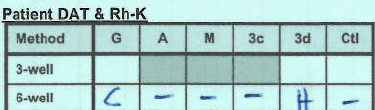 Patient DAT & Rh-K
Method G A M 3c 3d Ctl
3-well
6-well C - - - H -